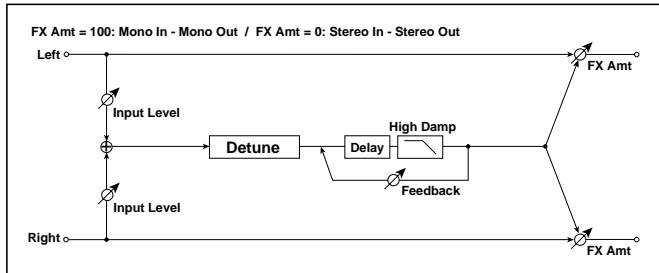 FX Amt = 100: Mono In - Mono Out / FX Amt = 0: Stereo In - Stereo Out
Left
FX Amt
Input Level
High Damp
Detune
Delay
Feedback
Input Level
Right
FX Amt